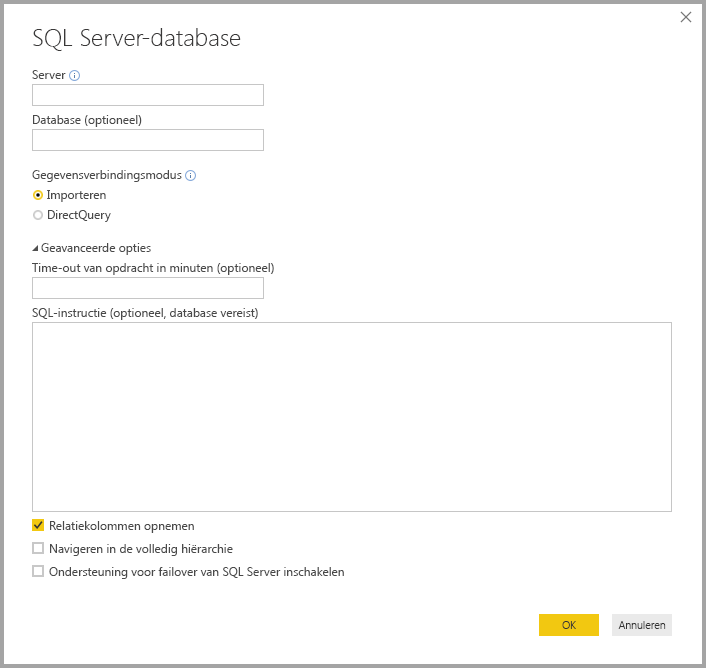 SQL Server-database
Server
Database (optioneel)
Gegevensverbindingsmodus
Importeren
DirectQuery
Geavanceerde opties
Time-out van opdracht in minuten (optioneel)
SQL-instructie (optioneel, database vereist)
Relatiekolommen opnemen
Navigeren in de volledig hiërarchie
Ondersteuning voor failover van SQL Server inschakelen
OK Annuleren